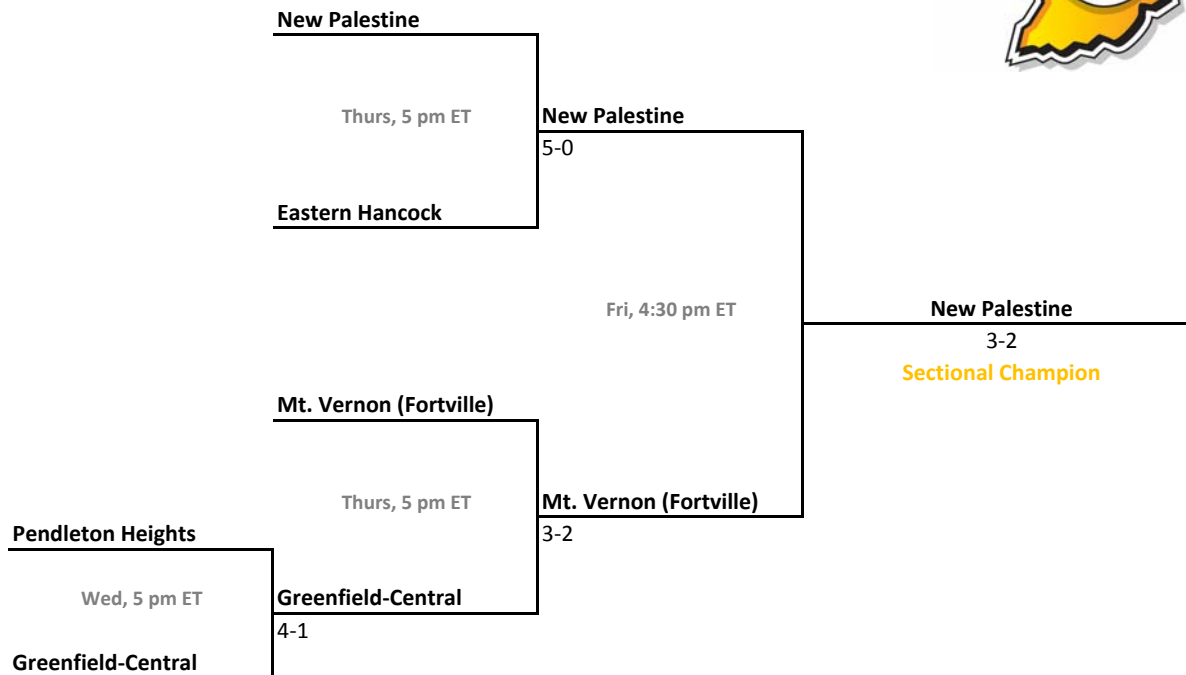 New Palestine
Thurs, 5 pm ET
New Palestine
5-0
Eastern Hancock
Fri, 4:30 pm ET
New Palestine
3-2
Sectional Champion
Mt. Vernon (Fortville)
Thurs, 5 pm ET
Mt. Vernon (Fortville)
3-2
Pendleton Heights
Wed, 5 pm ET
Greenfield-Central
4-1
Greenfield-Central